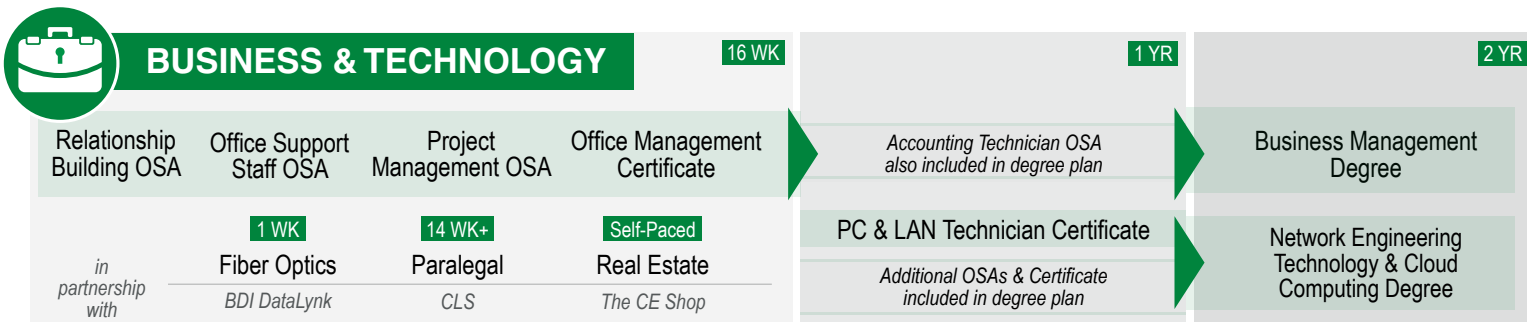 BUSINESS & TECHNOLOGY
16 WK
1 YR
2 YR
Relationship
Building OSA
Office Support
Staff OSA
Project
Management OSA
Office Management
Certificate
Accounting Technician OSA
also included in degree plan
Business Management
Degree
in
partnership
with
1 WK
Fiber Optics
BDI DataLynk
14 WK+
Paralegal
CLS
Self-Paced
Real Estate
The CE Shop
PC & LAN Technician Certificate
Additional OSAs & Certificate
included in degree plan
Network Engineering
Technology & Cloud
Computing Degree